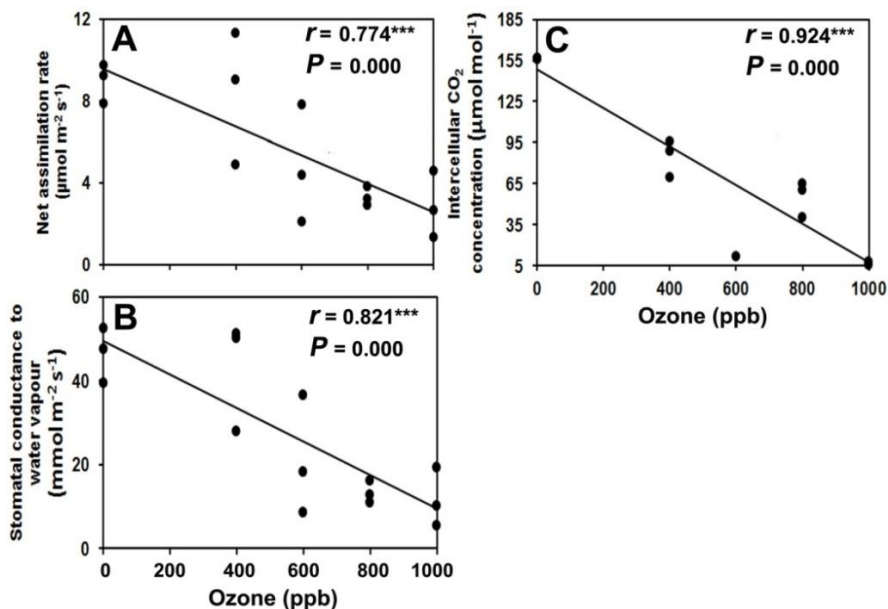 A
r = 0.774***
P = 0.000
Net assimilation rate
(µmol m-2 s-1)
12
8
4
0
B
r = 0.821***
P = 0.000
Stomatal conductance to
water vapour
(mmol m-2 s-1)
60
40
20
0
0 200 400 600 800 1000
Ozone (ppb)
C
r = 0.924***
P = 0.000
Intercellular CO2
concentration (µmol mol-1)
185
155
125
95
65
35
5
0 200 400 600 800 1000
Ozone (ppb)